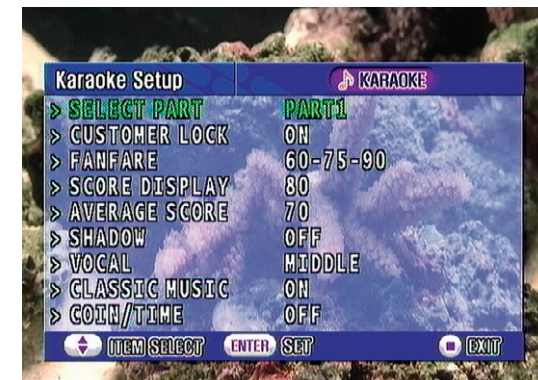 Karaoke Setup KARAOKE
> SELECT PART PART1
> CUSTOMER LOCK ON
> FANFARE 60-75-90
> SCORE DISPLAY 80
> AVERAGE SCORE 70
> SHADOW OFF
> VOCAL MIDDLE
> CLASSIC MUSIC ON
> COIN/TIME OFF
ITEM SELECT ENTER SET EXIT